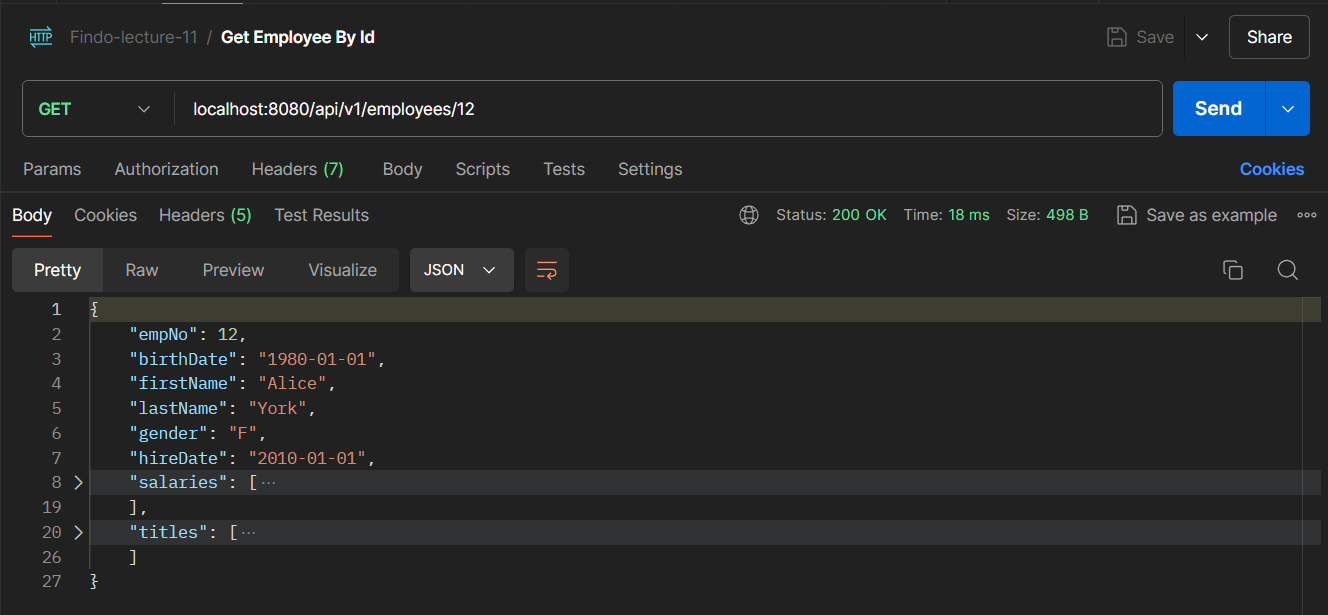 HTTP Findo-lecture-11 / Get Employee By Id Save Share
GET localhost:8080/api/v1/employees/12 Send
Params Authorization Headers (7) Body Scripts Tests Settings Cookies
Body Cookies Headers (5) Test Results Status: 200 OK Time: 18 ms Size: 498 B Save as example
Pretty Raw Preview Visualize JSON
1 {
2 "empNo": 12,
3 "birthDate": "1980-01-01",
4 "firstName": "Alice",
5 "lastName": "York",
6 "gender": "F",
7 "hireDate": "2010-01-01",
8 "salaries": [ ···
19 ],
20 "titles": [ ···
26 ]
27 }